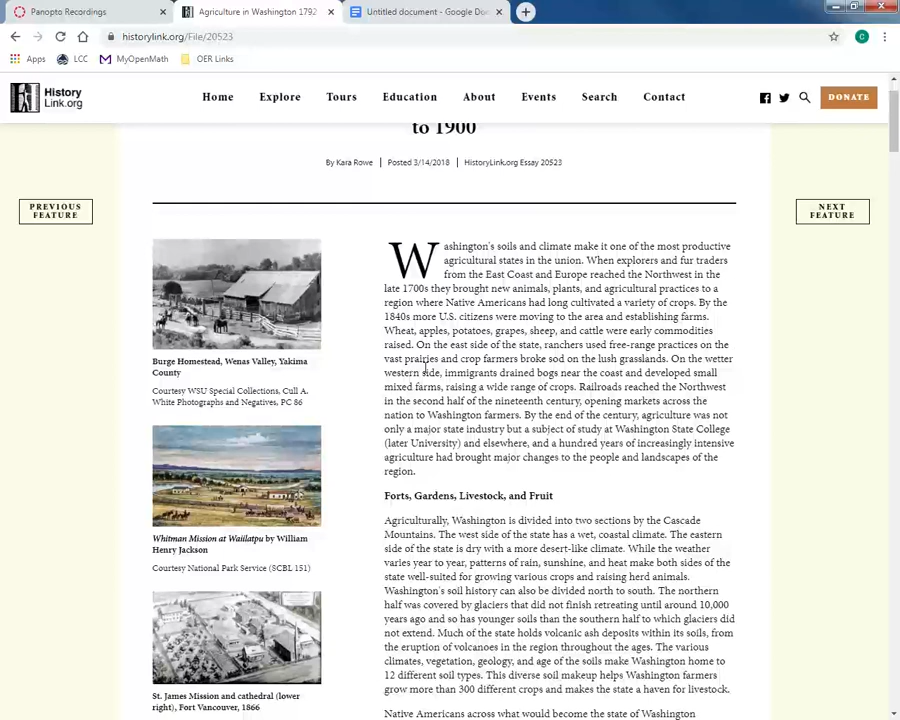 Panopto Recordings
Agriculture in Washington 1792
Untitled document - Google Doc
historylink.org/File/20523
Apps
LCC
MyOpenMath
OER Links
History
Link.org
Home
Explore
Tours
Education
About
Events
Search
Contact
DONATE
to 1900
By Kara Rowe
Posted 3/14/2018
HistoryLink.org Essay 20523
PREVIOUS
FEATURE
NEXT
FEATURE
Burge Homestead, Wenas Valley, Yakima
County
Courtesy WSU Special Collections, Cull A.
White Photographs and Negatives, PC 86
Whitman Mission at Waiilatpu by William
Henry Jackson
Courtesy National Park Service (SCBL 151)
St. James Mission and cathedral (lower
right), Fort Vancouver, 1866
Washington's soils and climate make it one of the most productive
agricultural states in the union. When explorers and fur traders
from the East Coast and Europe reached the Northwest in the
late 1700s they brought new animals, plants, and agricultural practices to a
region where Native Americans had long cultivated a variety of crops. By the
1840s more U.S. citizens were moving to the area and establishing farms.
Wheat, apples, potatoes, grapes, sheep, and cattle were early commodities
raised. On the east side of the state, ranchers used free-range practices on the
vast prairies and crop farmers broke sod on the lush grasslands. On the wetter
western side, immigrants drained bogs near the coast and developed small
mixed farms, raising a wide range of crops. Railroads reached the Northwest
in the second half of the nineteenth century, opening markets across the
nation to Washington farmers. By the end of the century, agriculture was not
only a major state industry but a subject of study at Washington State College
(later University) and elsewhere, and a hundred years of increasingly intensive
agriculture had brought major changes to the people and landscapes of the
region.
Forts, Gardens, Livestock, and Fruit
Agriculturally, Washington is divided into two sections by the Cascade
Mountains. The west side of the state has a wet, coastal climate. The eastern
side of the state is dry with a more desert-like climate. While the weather
varies year to year, patterns of rain, sunshine, and heat make both sides of the
state well-suited for growing various crops and raising herd animals.
Washington's soil history can also be divided north to south. The northern
half was covered by glaciers that did not finish retreating until around 10,000
years ago and so has younger soils than the southern half to which glaciers did
not extend. Much of the state holds volcanic ash deposits within its soils, from
the eruption of volcanoes in the region throughout the ages. The various
climates, vegetation, geology, and age of the soils make Washington home to
12 different soil types. This diverse soil makeup helps Washington farmers
grow more than 300 different crops and makes the state a haven for livestock.
Native Americans across what would become the state of Washington